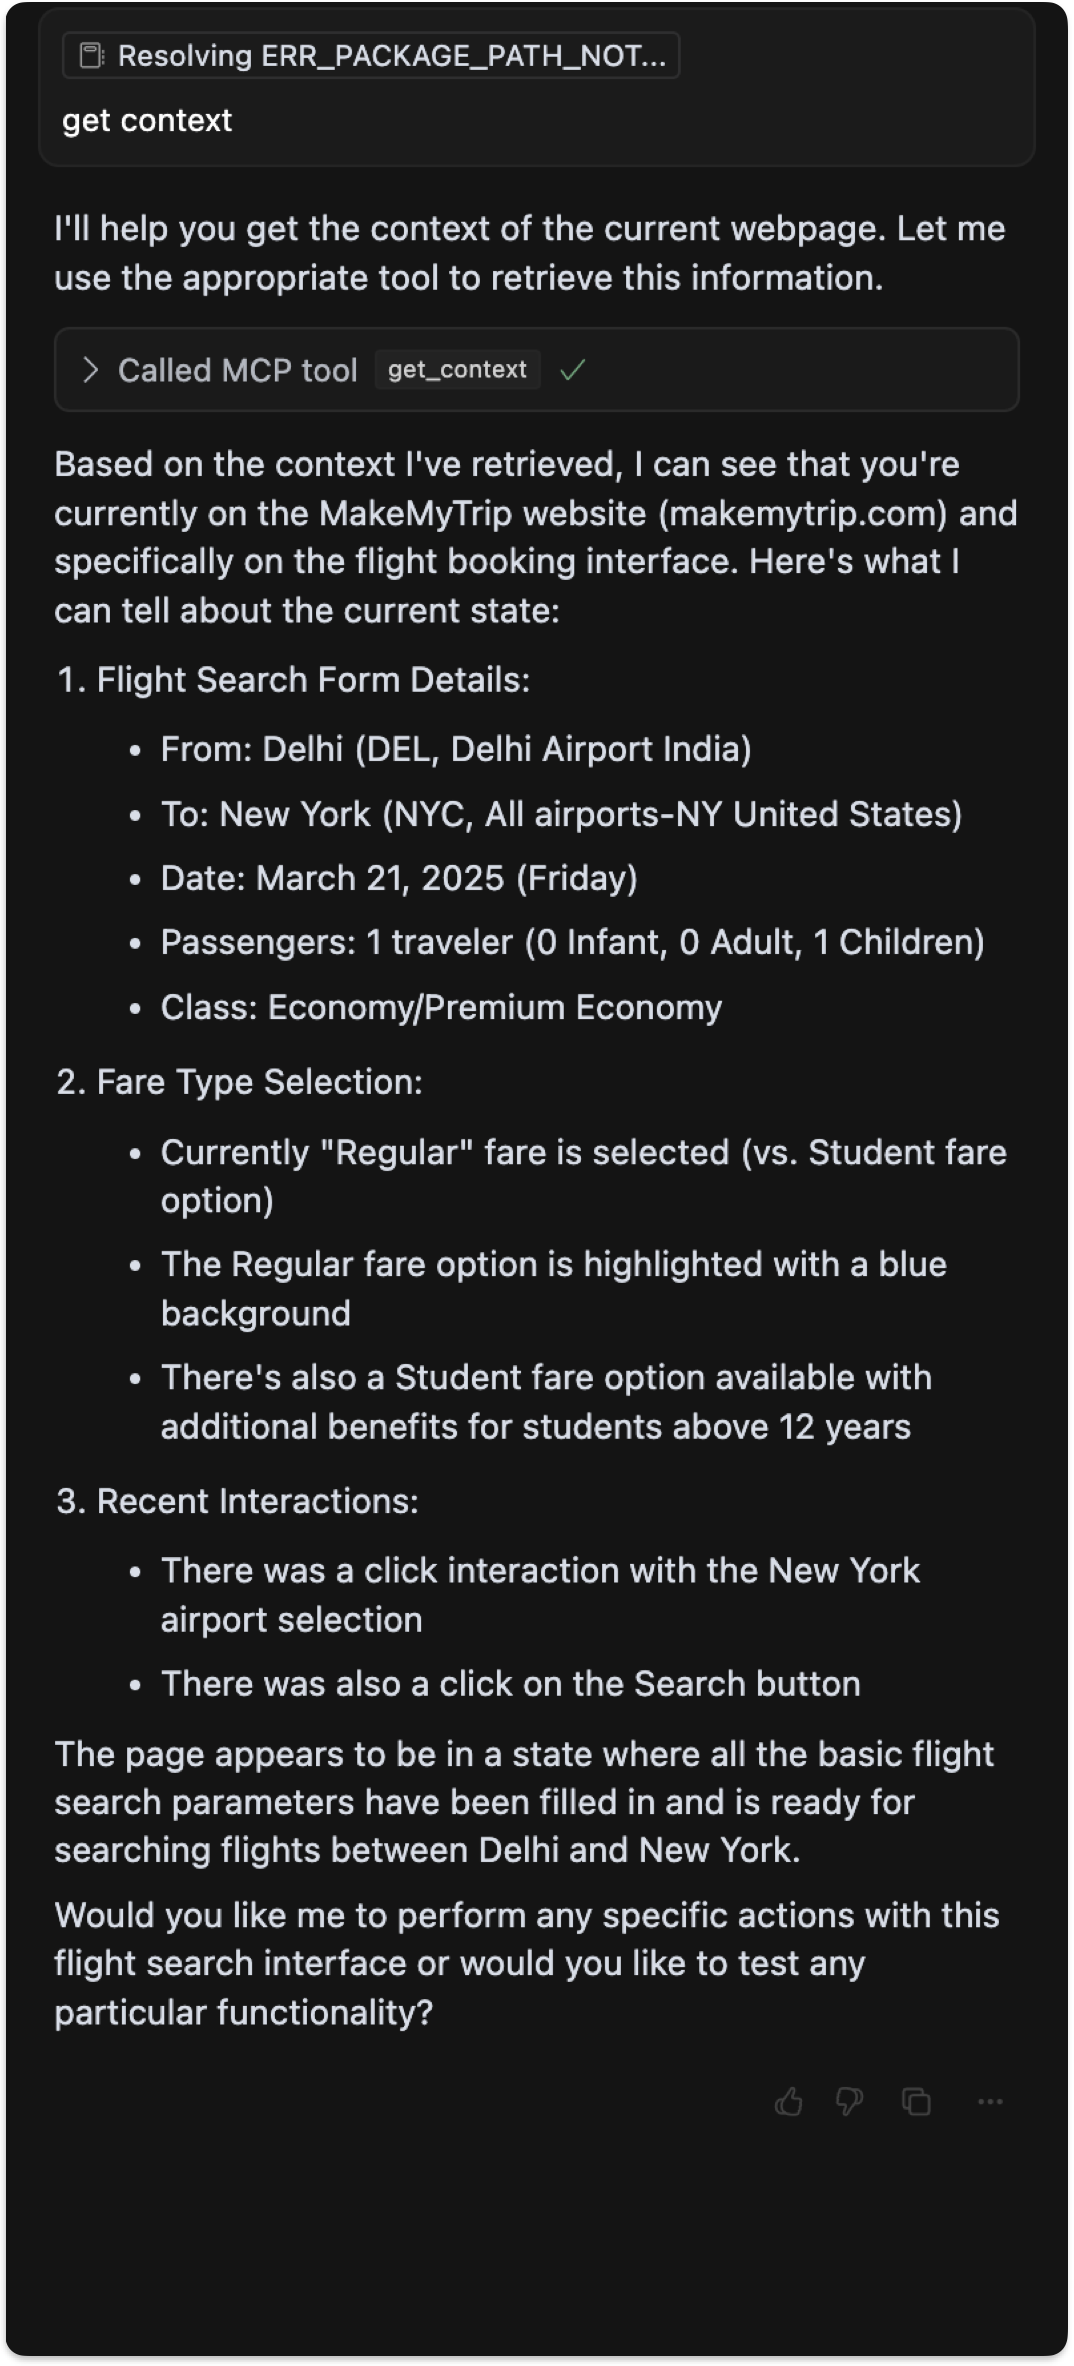 Resolving ERR_PACKAGE_PATH_NOT...
get context
I'll help you get the context of the current webpage. Let me
use the appropriate tool to retrieve this information.
Called MCP tool get_context
Based on the context I've retrieved, I can see that you're
currently on the MakeMyTrip website (makemytrip.com) and
specifically on the flight booking interface. Here's what I
can tell about the current state:
1. Flight Search Form Details:
• From: Delhi (DEL, Delhi Airport India)
• To: New York (NYC, All airports-NY United States)
• Date: March 21, 2025 (Friday)
• Passengers: 1 traveler (0 Infant, 0 Adult, 1 Children)
• Class: Economy/Premium Economy
2. Fare Type Selection:
• Currently "Regular" fare is selected (vs. Student fare
option)
• The Regular fare option is highlighted with a blue
background
• There's also a Student fare option available with
additional benefits for students above 12 years
3. Recent Interactions:
• There was a click interaction with the New York
airport selection
• There was also a click on the Search button
The page appears to be in a state where all the basic flight
search parameters have been filled in and is ready for
searching flights between Delhi and New York.
Would you like me to perform any specific actions with this
flight search interface or would you like to test any
particular functionality?